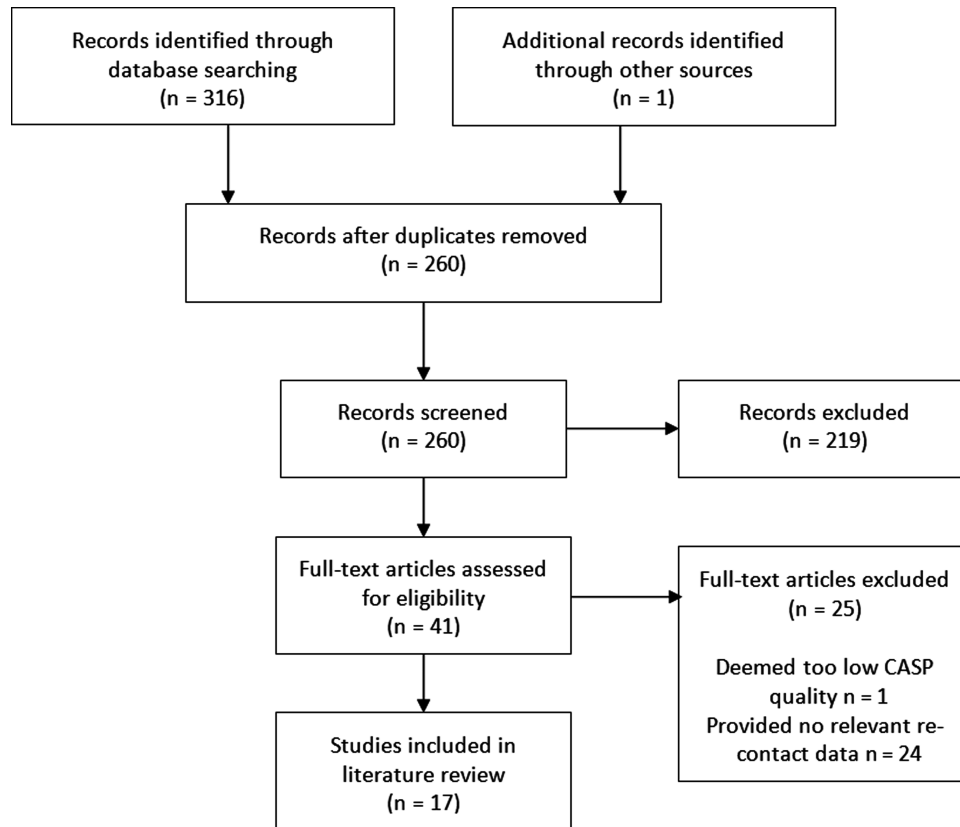 Records identified through
database searching
(n = 316)
Additional records identified
through other sources
(n = 1)
Records after duplicates removed
(n = 260)
Records screened
(n = 260)
Records excluded
(n = 219)
Full-text articles assessed
for eligibility
(n = 41)
Full-text articles excluded
(n = 25)
Deemed too low CASP
quality n = 1
Provided no relevant re-
contact data n = 24
Studies included in
literature review
(n = 17)